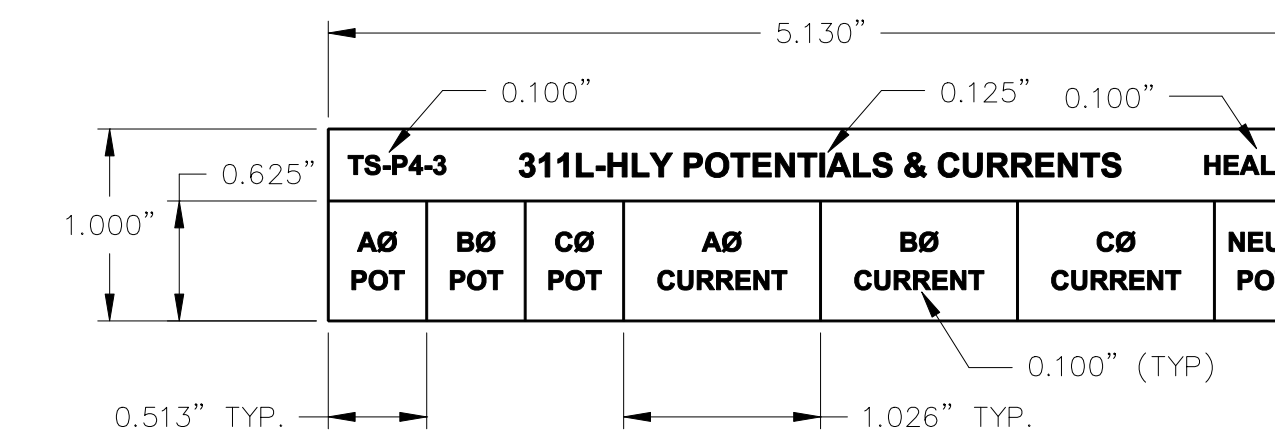 5.130”
0.100”
0.125”
0.100”
TS-P4-3
311L-HLY POTENTIALS & CURRENTS
0.625”
1.000”
AØ
POT
BØ
POT
CØ
POT
AØ
CURRENT
BØ
CURRENT
CØ
CURRENT
0.100” (TYP)
0.513” TYP.
1.026” TYP.